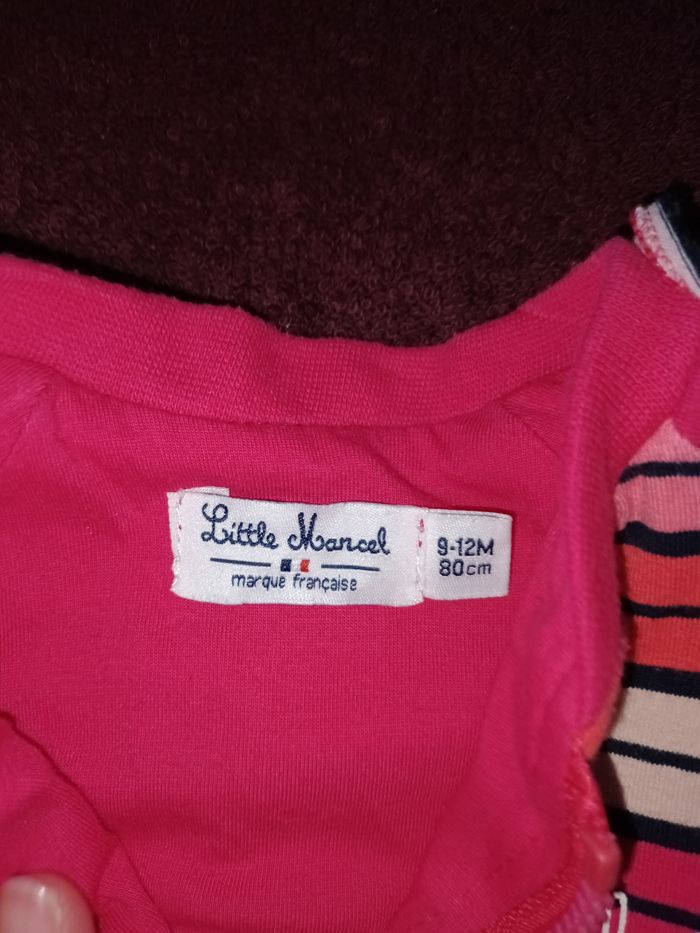 Little Marcel
marque française
9-12M
80cm